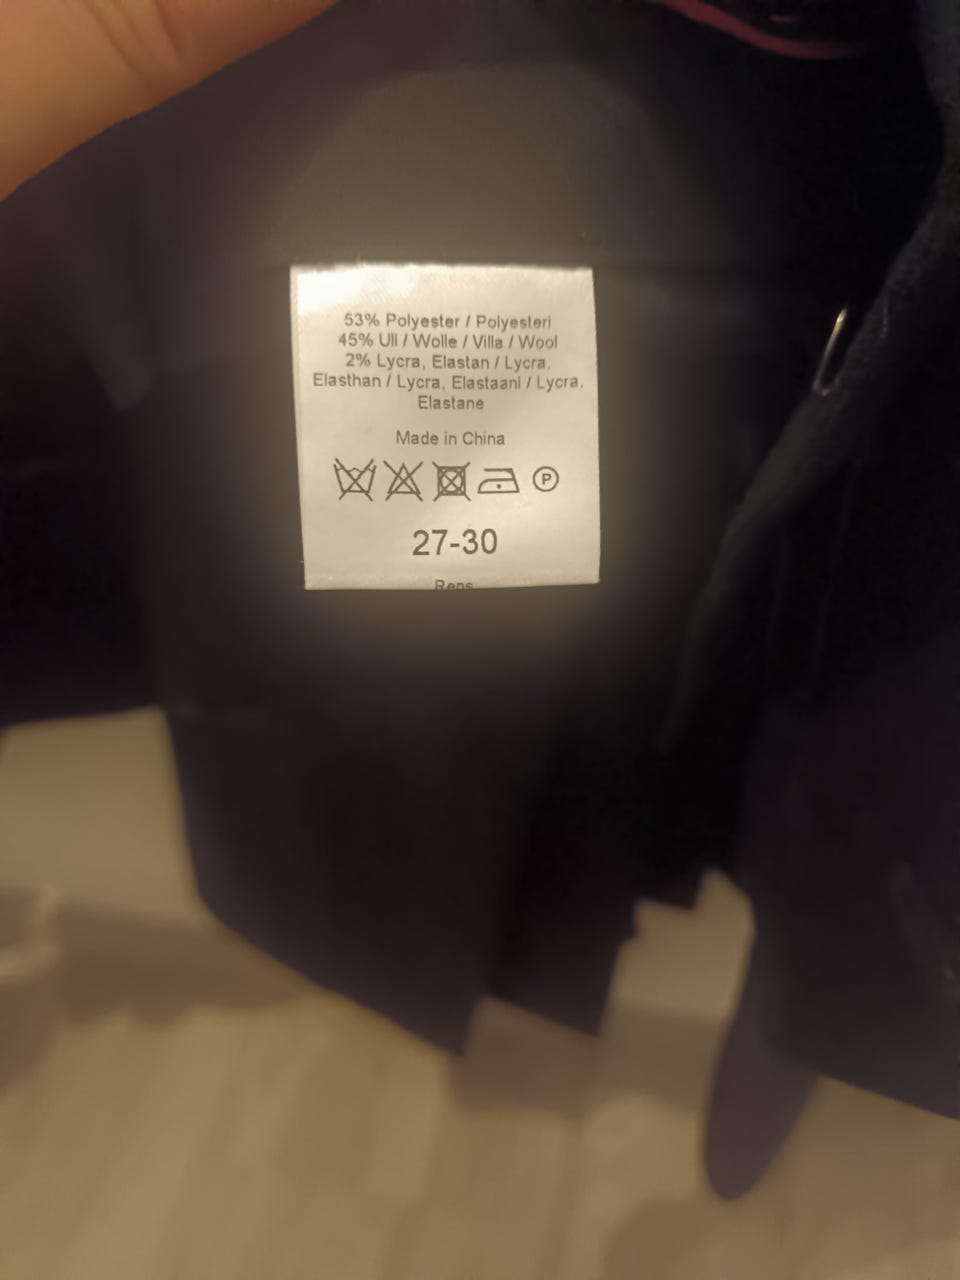 53% Polyester / Polyesteri
45% Ull / Wolle / Villa / Wool
2% Lycra, Elastan / Lycra,
Elasthan / Lycra, Elastaani / Lycra,
Elastane
Made in China
P
27-30
Rens